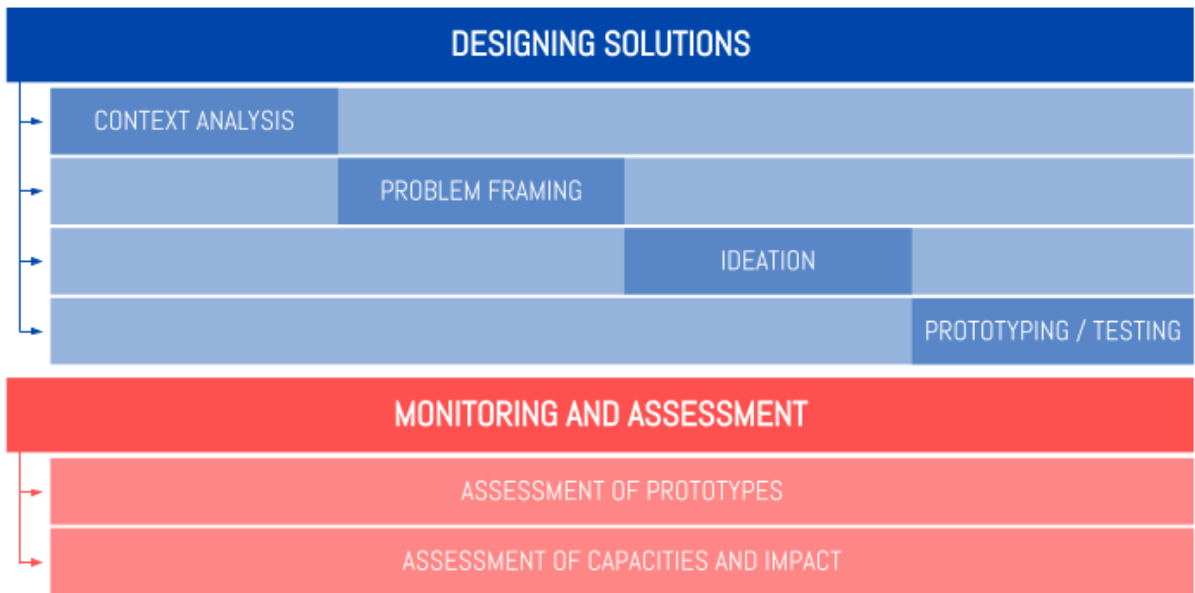 DESIGNING SOLUTIONS
CONTEXT ANALYSIS
PROBLEM FRAMING
IDEATION
PROTOTYPING / TESTING
MONITORING AND ASSESSMENT
ASSESSMENT OF PROTOTYPES
ASSESSMENT OF CAPACITIES AND IMPACT